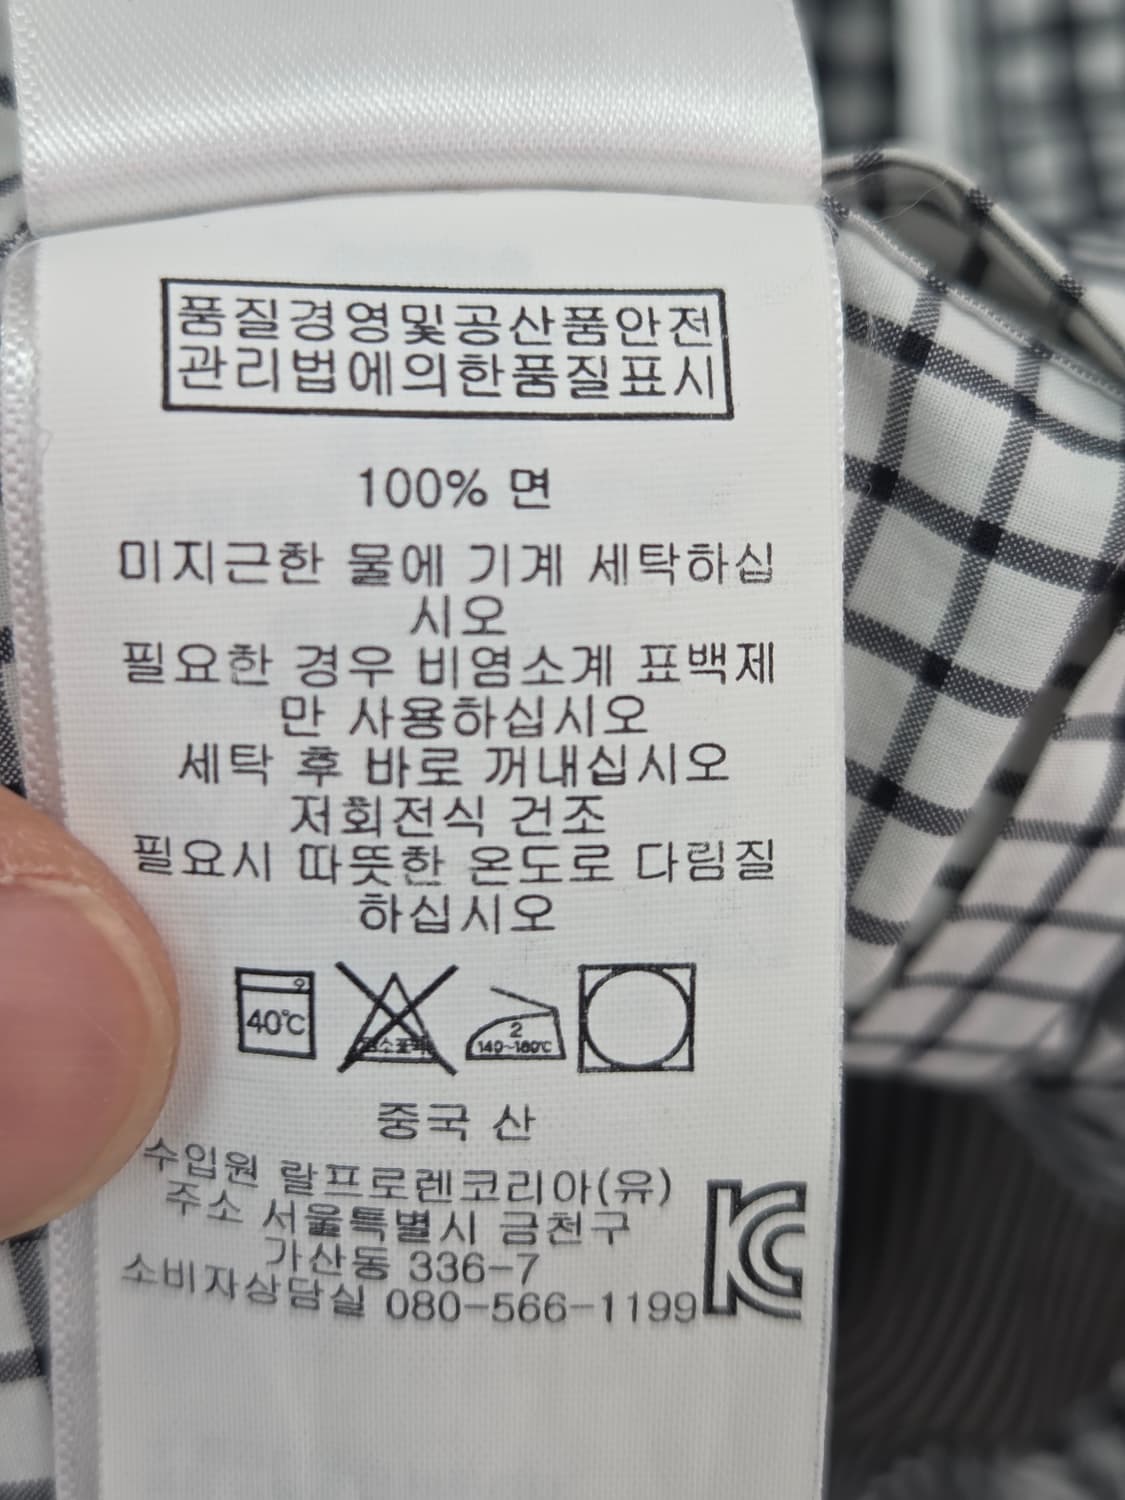 품질경영및공산품안전
관리법에의한품질표시
100% 면
미지근한 물에 기계 세탁하십
시오
필요한 경우 비염소계 표백제
만 사용하십시오
세탁 후 바로 꺼내십시오
저회전식 건조
필요시 따뜻한 온도로 다림질
하십시오
40℃
2
140~160℃
중국 산
수입원 랄프로렌코리아(유)
주소 서울특별시 금천구
가산동 336-7
소비자상담실 080-566-1199